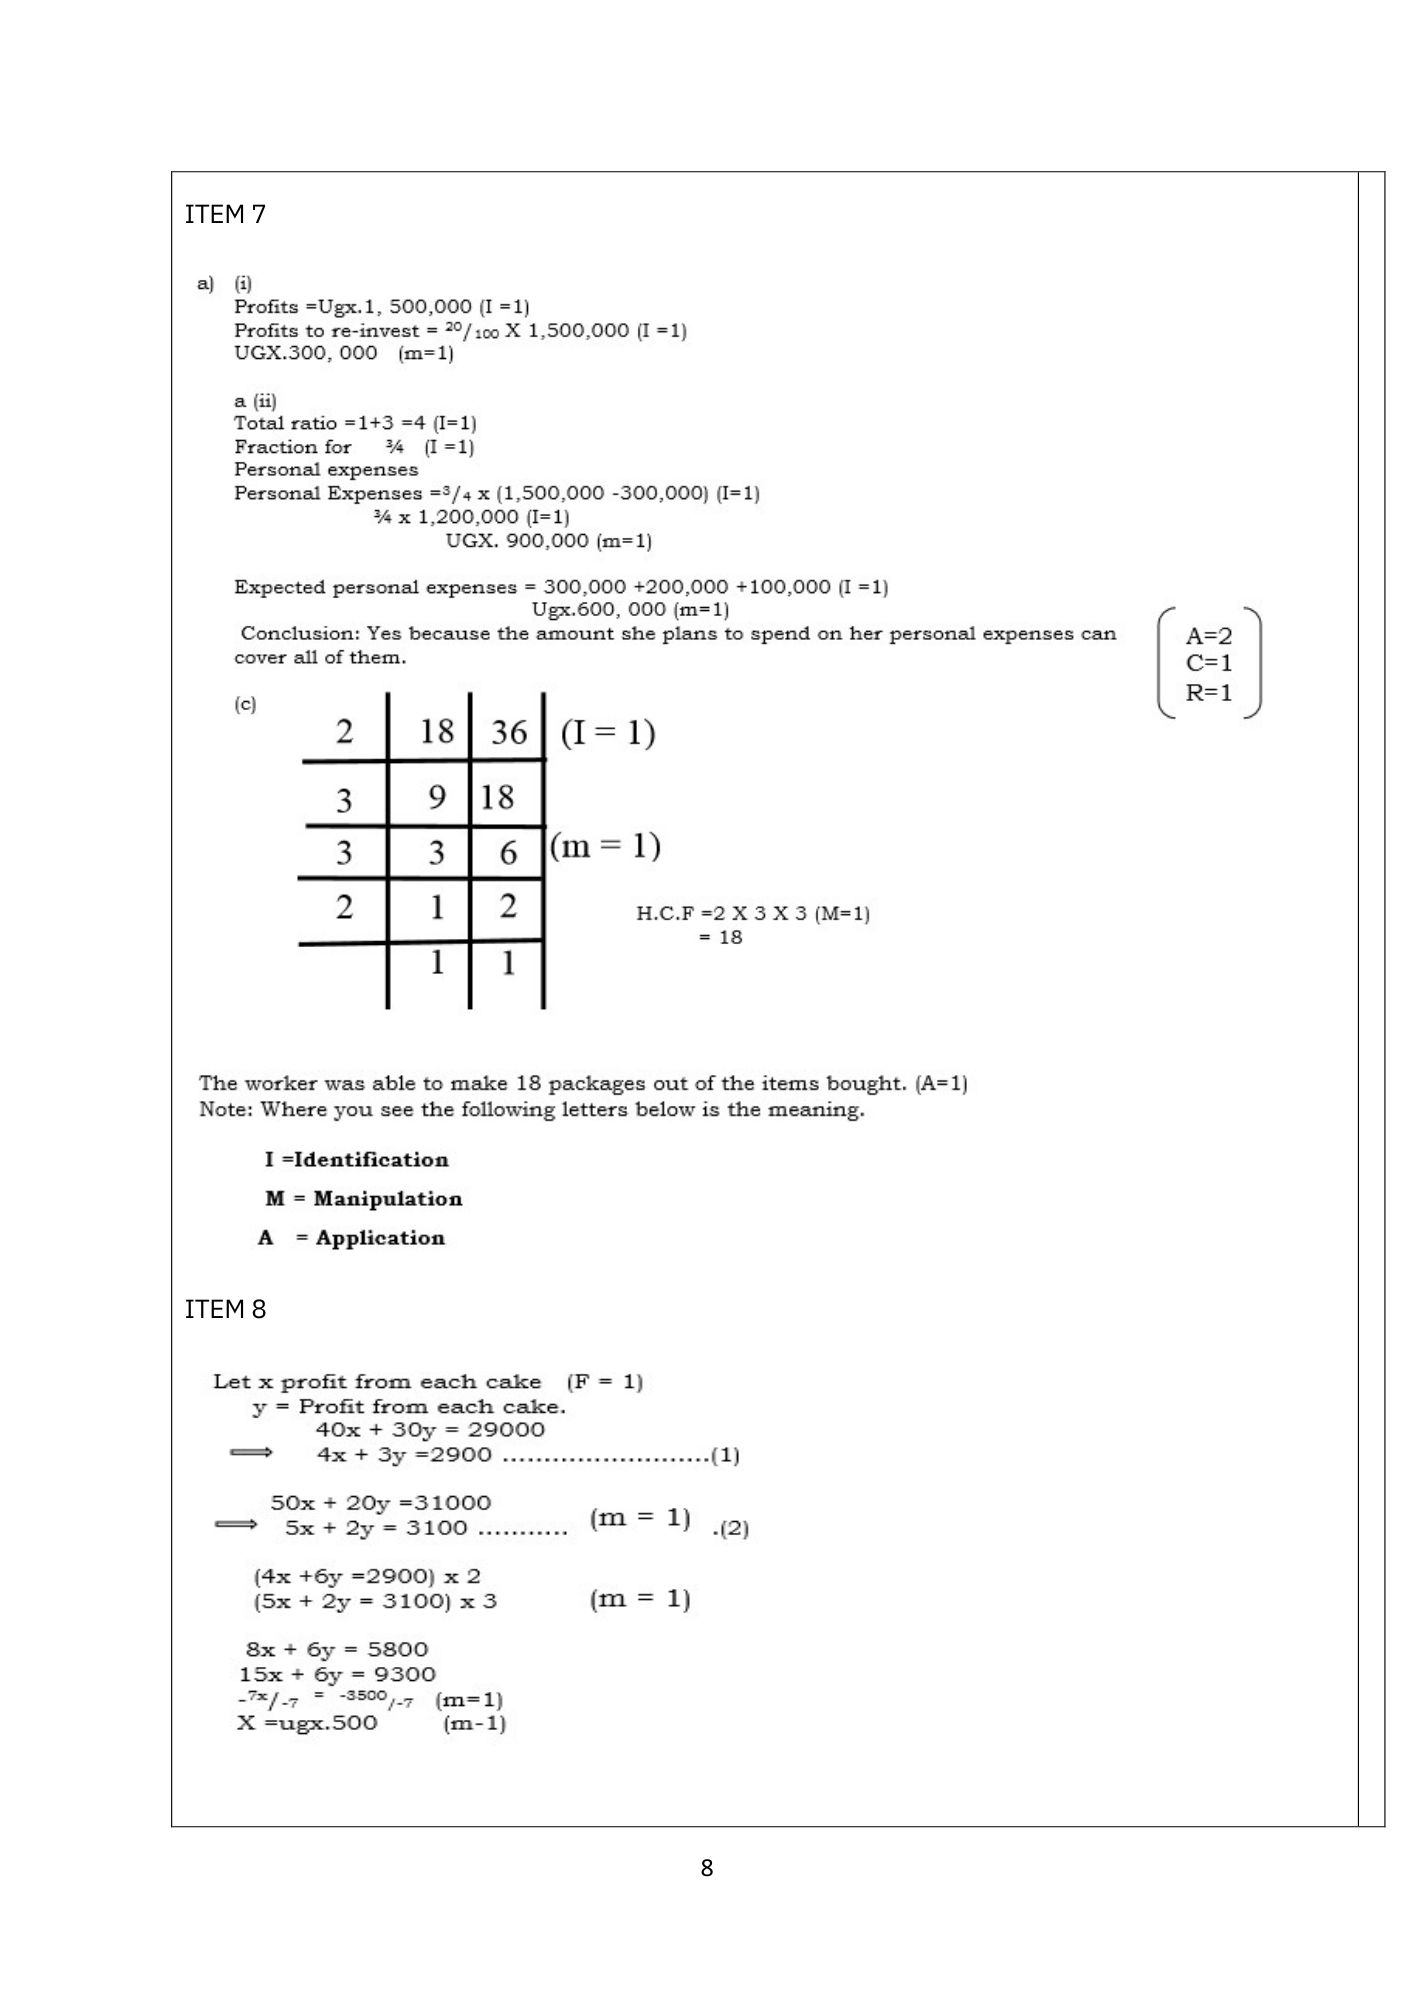 ITEM 7
a) (i)
Profits =Ugx.1, 500,000 (I =1)
Profits to re-invest = 20/100 X 1,500,000 (I =1)
UGX.300, 000 (m=1)
a (ii)
Total ratio =1+3 =4 (I=1)
Fraction for ¾ (I =1)
Personal expenses
Personal Expenses =3/4 x (1,500,000 -300,000) (I=1)
¾ x 1,200,000 (I=1)
UGX. 900,000 (m=1)
Expected personal expenses = 300,000 +200,000 +100,000 (I =1)
Ugx.600, 000 (m=1)
Conclusion: Yes because the amount she plans to spend on her personal expenses can
cover all of them.
A=2
C=1
R=1
(c)
2 18 36 (I = 1)
3 9 18
3 3 6 (m = 1)
2 1 2
1 1
H.C.F =2 X 3 X 3 (M=1)
= 18
The worker was able to make 18 packages out of the items bought. (A=1)
Note: Where you see the following letters below is the meaning.
I =Identification
M = Manipulation
A = Application
ITEM 8
Let x profit from each cake (F = 1)
y = Profit from each cake.
40x + 30y = 29000
⟹ 4x + 3y =2900 .........................(1)
50x + 20y =31000
⟹ 5x + 2y = 3100 ........... (m = 1) .(2)
(4x +6y =2900) x 2
(5x + 2y = 3100) x 3 (m = 1)
8x + 6y = 5800
15x + 6y = 9300
-7x/-7 = -3500/-7 (m=1)
X =ugx.500 (m-1)
8